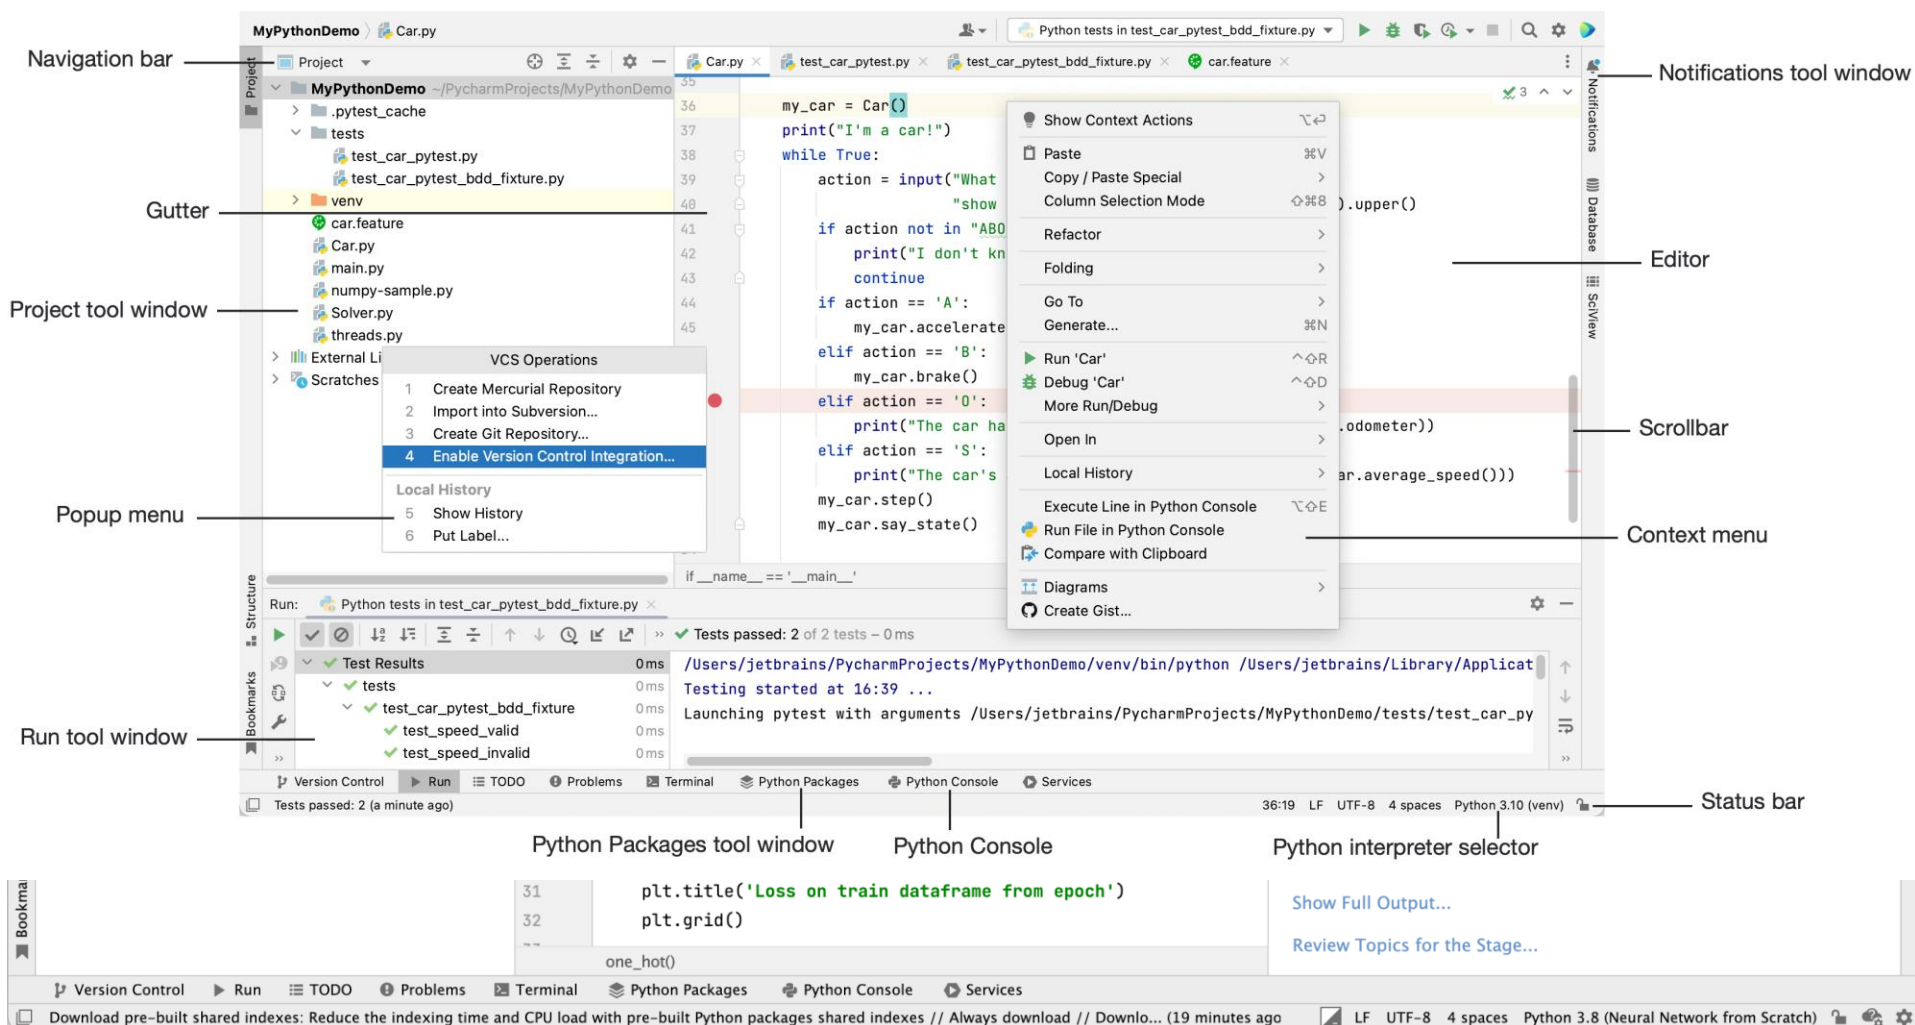 MyPythonDemo Car.py
Python tests in test_car_pytest_bdd_fixture.py
Navigation bar
Project
Project
Car.py
test_car_pytest.py
test_car_pytest_bdd_fixture.py
car.feature
Notifications tool window
Notifications
Database
SciView
MyPythonDemo ~/PycharmProjects/MyPythonDemo
.pytest_cache
tests
test_car_pytest.py
test_car_pytest_bdd_fixture.py
venv
car.feature
Car.py
main.py
numpy-sample.py
Solver.py
threads.py
External Li
Scratches
Gutter
Project tool window
Popup menu
VCS Operations
1 Create Mercurial Repository
2 Import into Subversion...
3 Create Git Repository...
4 Enable Version Control Integration...
Local History
5 Show History
6 Put Label...
35
36 my_car = Car()
37 print("I'm a car!")
38 while True:
39 action = input("What
40 "show ).upper()
41 if action not in "ABO
42 print("I don't kn
43 continue
44 if action == 'A':
45 my_car.accelerate
elif action == 'B':
my_car.brake()
elif action == 'O':
print("The car ha .odometer))
elif action == 'S':
print("The car's ar.average_speed()))
my_car.step()
my_car.say_state()
if __name__ == '__main__'
3
Show Context Actions ⌥⏎
Paste ⌘V
Copy / Paste Special
Column Selection Mode ⇧⌘8
Refactor
Folding
Go To
Generate... ⌘N
Run 'Car' ^⇧R
Debug 'Car' ^⇧D
More Run/Debug
Open In
Local History
Execute Line in Python Console ⌥⇧E
Run File in Python Console
Compare with Clipboard
Diagrams
Create Gist...
Editor
Scrollbar
Context menu
Structure
Bookmarks
Run: Python tests in test_car_pytest_bdd_fixture.py
Tests passed: 2 of 2 tests – 0 ms
Test Results 0 ms
tests 0 ms
test_car_pytest_bdd_fixture 0 ms
test_speed_valid 0 ms
test_speed_invalid 0 ms
/Users/jetbrains/PycharmProjects/MyPythonDemo/venv/bin/python /Users/jetbrains/Library/Applicat
Testing started at 16:39 ...
Launching pytest with arguments /Users/jetbrains/PycharmProjects/MyPythonDemo/tests/test_car_py
Run tool window
Version Control Run TODO Problems Terminal Python Packages Python Console Services
Tests passed: 2 (a minute ago)
36:19 LF UTF-8 4 spaces Python 3.10 (venv)
Status bar
Python Packages tool window
Python Console
Python interpreter selector
Bookmar
31 plt.title('Loss on train dataframe from epoch')
32 plt.grid()
one_hot()
Show Full Output...
Review Topics for the Stage...
Version Control Run TODO Problems Terminal Python Packages Python Console Services
Download pre-built shared indexes: Reduce the indexing time and CPU load with pre-built Python packages shared indexes // Always download // Downlo... (19 minutes ago
LF UTF-8 4 spaces Python 3.8 (Neural Network from Scratch)